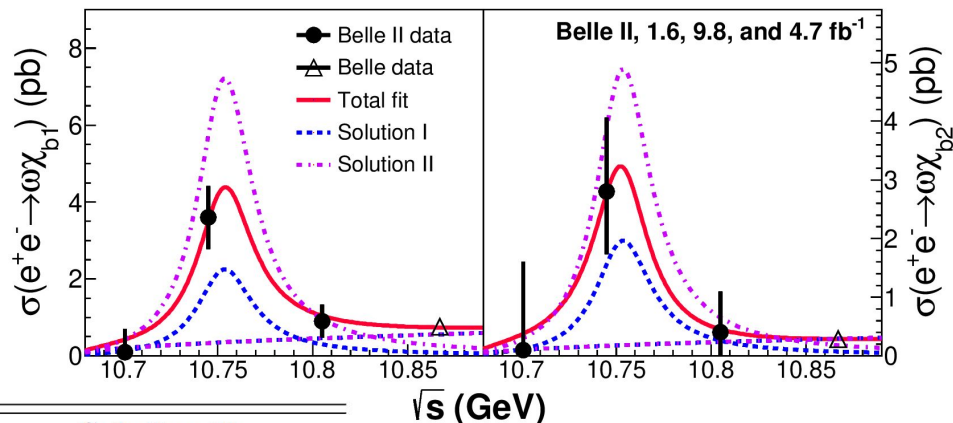 Belle II data
Belle data
Total fit
Solution I
Solution II
Belle II, 1.6, 9.8, and 4.7 fb⁻¹
σ(e⁺e⁻→ωχ_b1) (pb)
8
6
4
2
0
10.7 10.75 10.8 10.85
10.7 10.75 10.8 10.85
5
4
3
2
1
0
σ(e⁺e⁻→ωχ_b2) (pb)
√s (GeV)